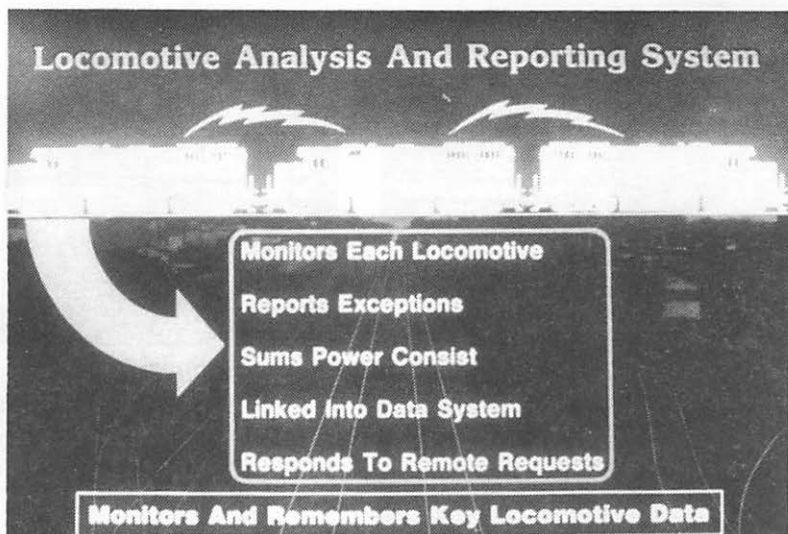 Locomotive Analysis And Reporting System
Monitors Each Locomotive
Reports Exceptions
Sums Power Consist
Linked Into Data System
Responds To Remote Requests
Monitors And Remembers Key Locomotive Data